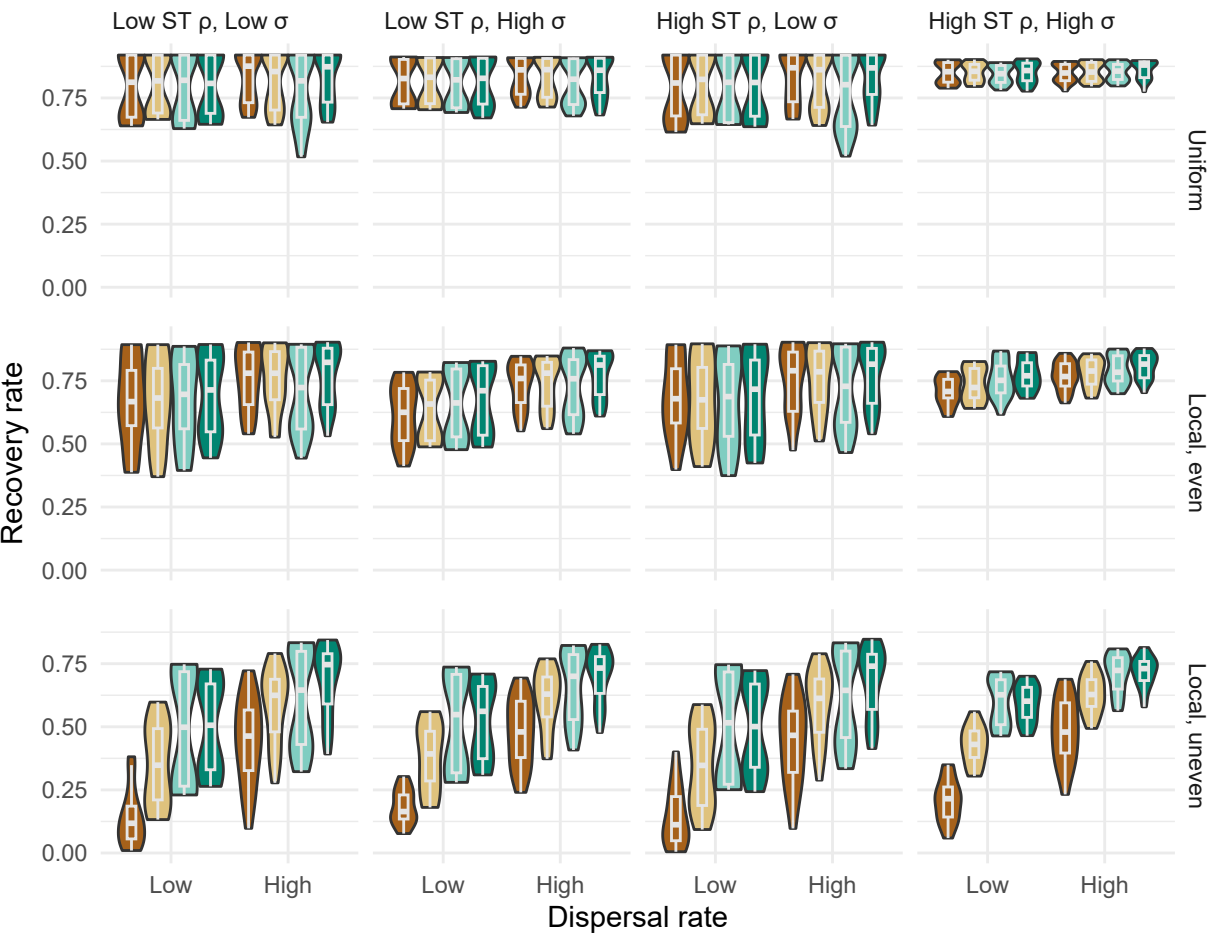 Low ST ρ, Low σ
Low ST ρ, High σ
High ST ρ, Low σ
High ST ρ, High σ
0.75
0.50
0.25
0.00
Uniform
0.75
0.50
0.25
0.00
Local, even
0.75
0.50
0.25
0.00
Local, uneven
Recovery rate
Low
High
Low
High
Low
High
Low
High
Dispersal rate